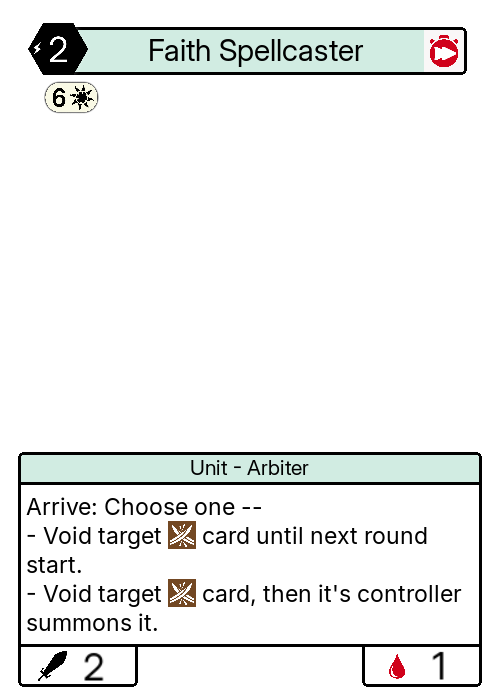 2
Faith Spellcaster
6
Unit - Arbiter
Arrive: Choose one --
- Void target card until next round
start.
- Void target card, then it's controller
summons it.
2
1